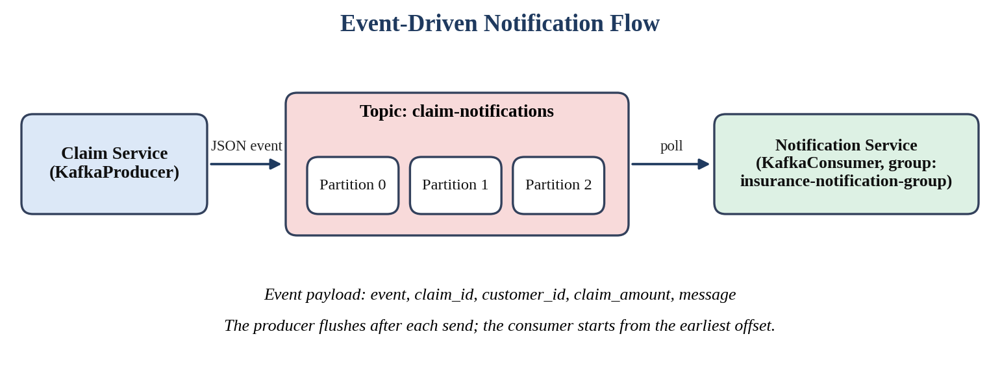 Event-Driven Notification Flow
Claim Service
(KafkaProducer)
JSON event
Topic: claim-notifications
Partition 0
Partition 1
Partition 2
poll
Notification Service
(KafkaConsumer, group:
insurance-notification-group)
Event payload: event, claim_id, customer_id, claim_amount, message
The producer flushes after each send; the consumer starts from the earliest offset.